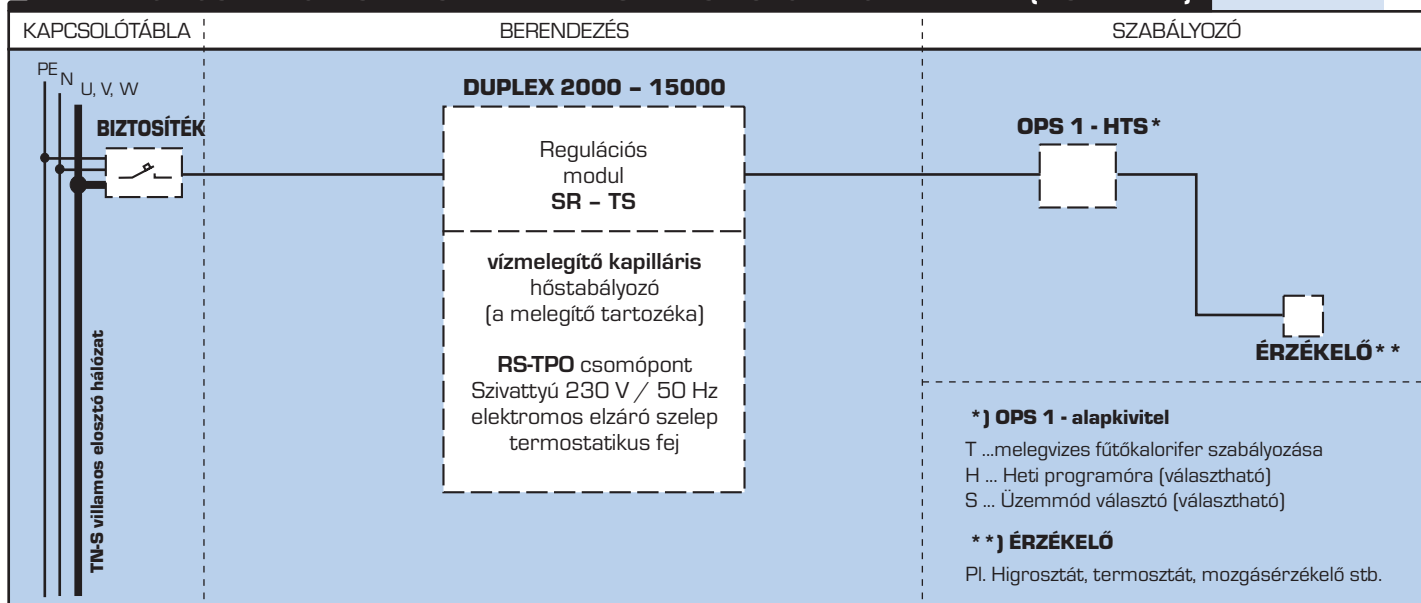 KAPCSOLÓTÁBLA
BERENDEZÉS
SZABÁLYOZÓ
PE
N
U, V, W
BIZTOSÍTÉK
TN-S villamos elosztó hálózat
DUPLEX 2000 – 15000
Regulációs
modul
SR – TS
vízmelegítő kapilláris
hőstabályozó
(a melegítő tartozéka)
RS-TPO csomópont
Szivattyú 230 V / 50 Hz
elektromos elzáró szelep
termostatikus fej
OPS 1 - HTS*
ÉRZÉKELŐ**
*) OPS 1 - alapkivitel
T ...melegvizes fűtőkalorifer szabályozása
H ... Heti programóra (választható)
S ... Üzemmód választó (választható)
**) ÉRZÉKELŐ
Pl. Higrosztát, termosztát, mozgásérzékelő stb.